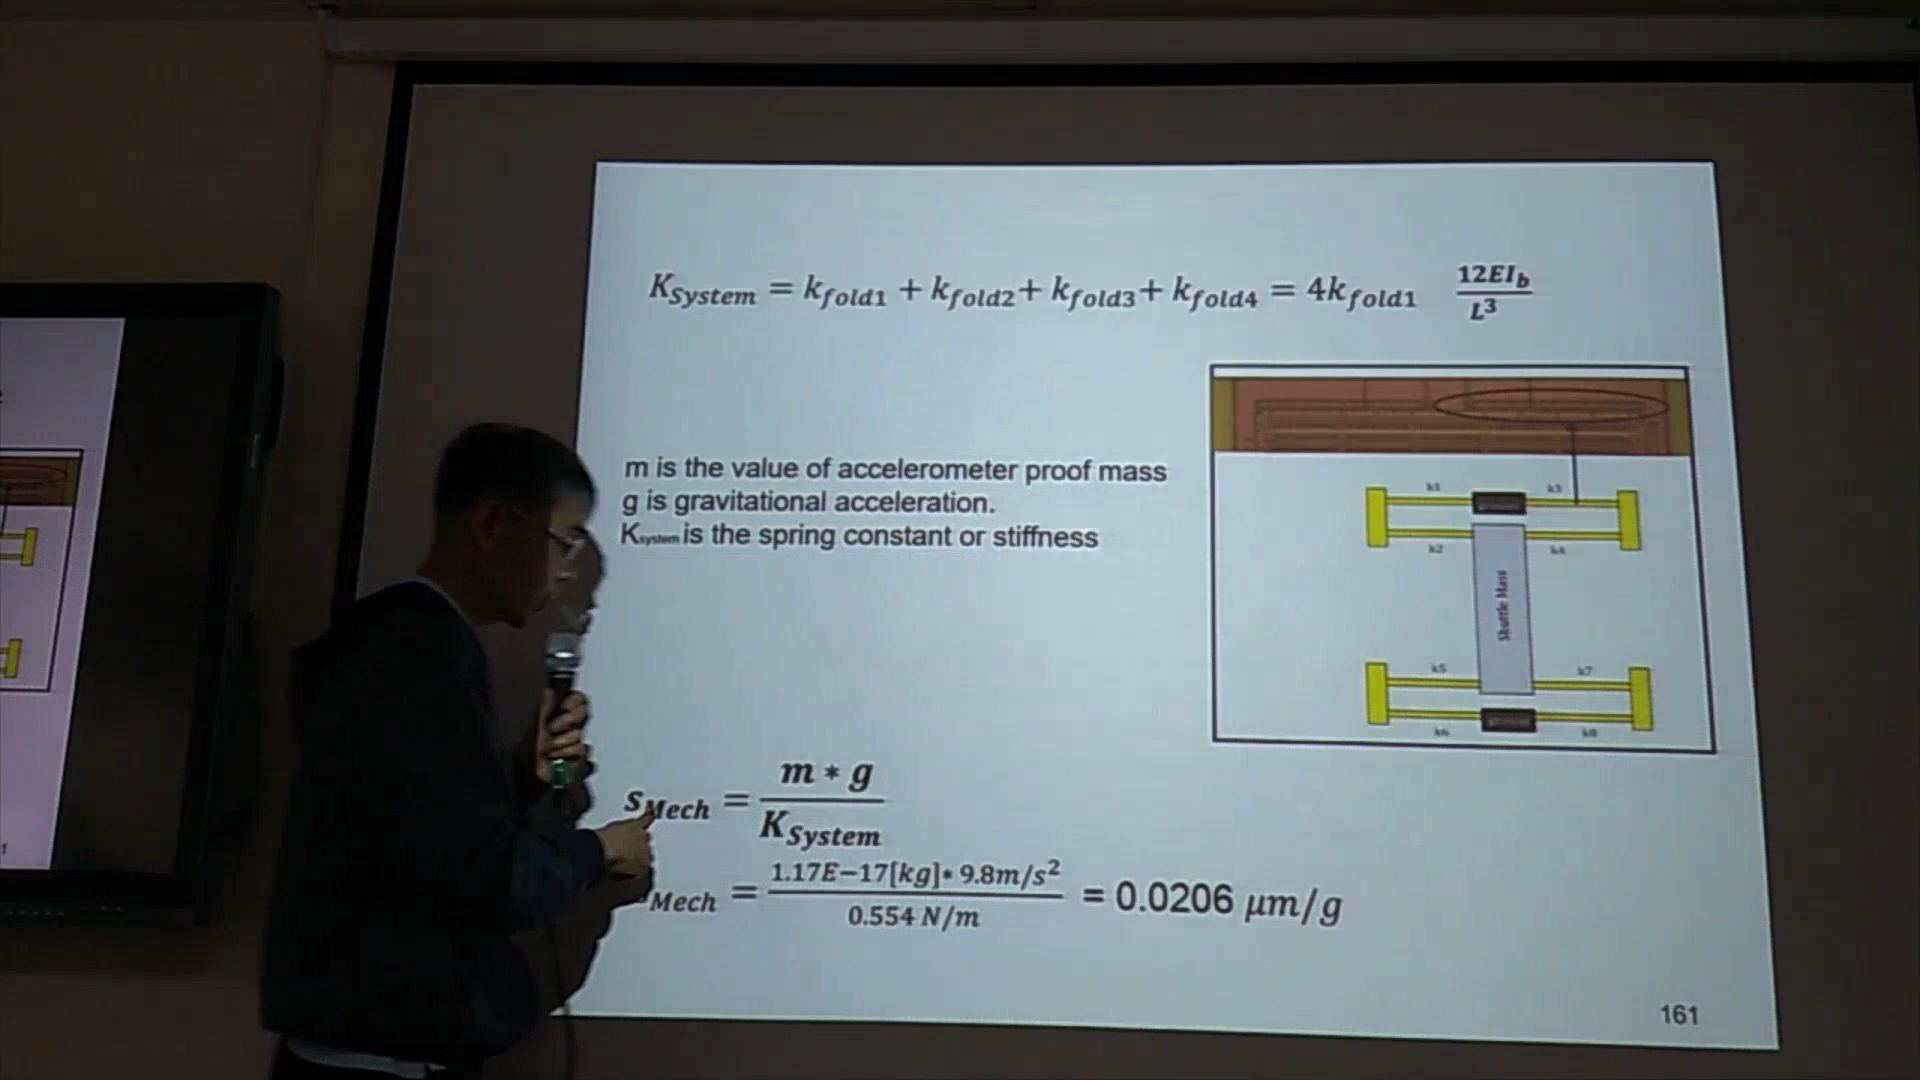 K_System = k_fold1 + k_fold2 + k_fold3 + k_fold4 = 4k_fold1 12EI_b / L^3
m is the value of accelerometer proof mass
g is gravitational acceleration.
K_system is the spring constant or stiffness
k1 k3
ground
k2 k4
Shuttle Mass
k5 k7
ground
k6 k8
s_Mech = m * g / K_System
Mech = 1.17E−17[kg]* 9.8m/s^2 / 0.554 N/m = 0.0206 μm/g
161